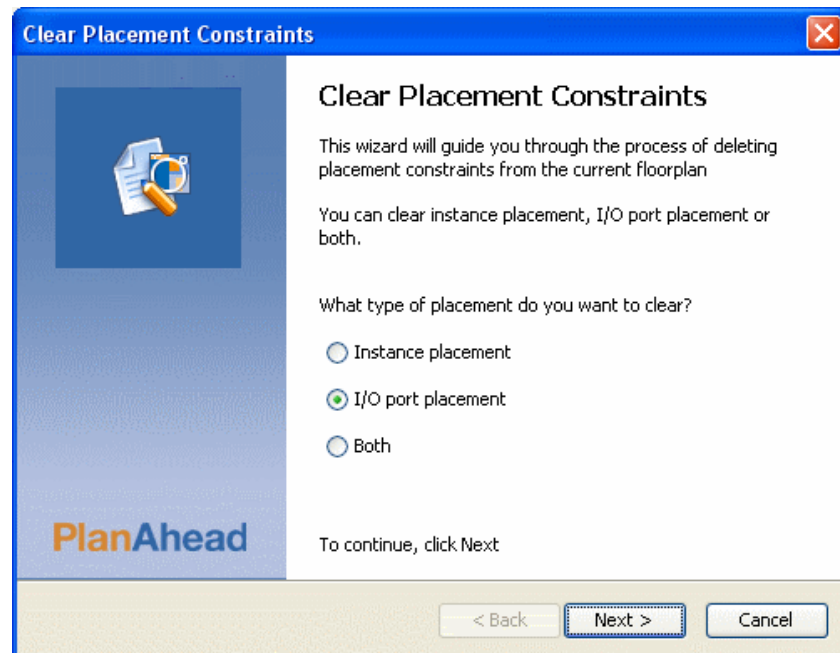 Clear Placement Constraints
Clear Placement Constraints
This wizard will guide you through the process of deleting
placement constraints from the current floorplan
You can clear instance placement, I/O port placement or
both.
What type of placement do you want to clear?
Instance placement
I/O port placement
Both
PlanAhead
To continue, click Next
< Back
Next >
Cancel